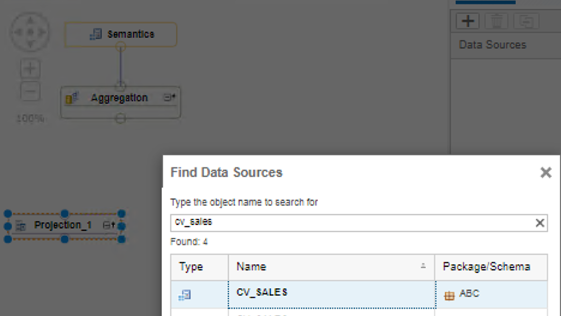 Semantics
Data Sources
Aggregation
100%
Find Data Sources
Type the object name to search for
Projection_1
cv_sales
Found: 4
Type Name Package/Schema
CV_SALES ABC